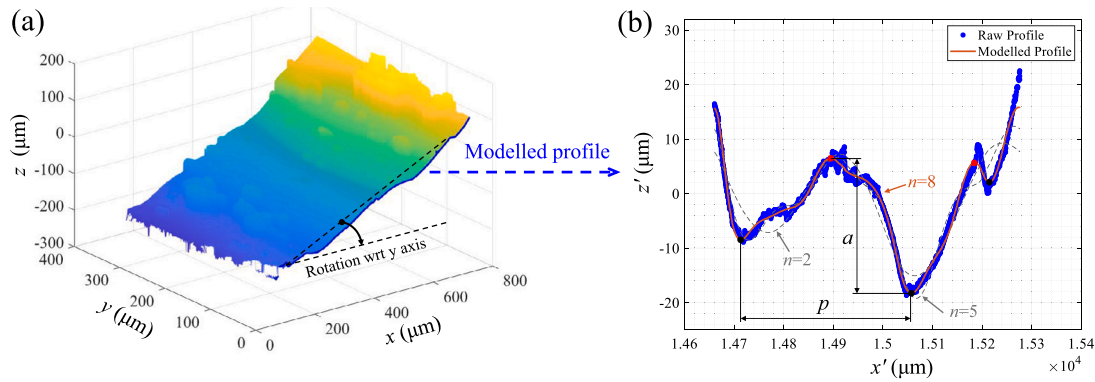 (a)
200
100
0
-100
-200
-300
z (μm)
400
300
200
100
0
y (μm)
0
200
400
600
800
x (μm)
Rotation wrt y axis
Modelled profile
(b)
Raw Profile
Modelled Profile
30
20
10
0
-10
-20
z′ (μm)
n=8
n=2
n=5
a
p
1.46
1.47
1.48
1.49
1.5
1.51
1.52
1.53
1.54
×10⁴
x′ (μm)